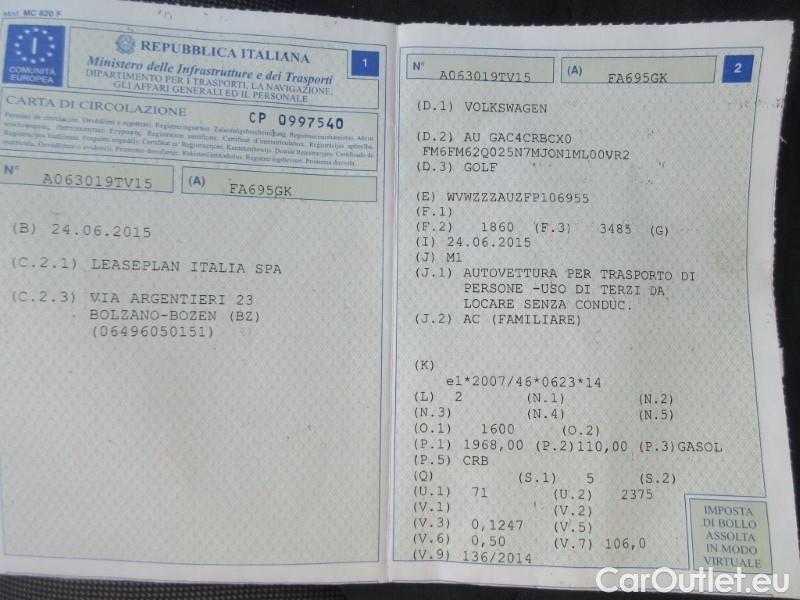 Mod. MC 820 F
I
COMUNITÀ
EUROPEA
REPUBBLICA ITALIANA
Ministero delle Infrastrutture e dei Trasporti
DIPARTIMENTO PER I TRASPORTI, LA NAVIGAZIONE,
GLI AFFARI GENERALI ED IL PERSONALE
1
CARTA DI CIRCOLAZIONE
CP 0997540
N° A063019TV15 (A) FA695GK
(B) 24.06.2015
(C.2.1) LEASEPLAN ITALIA SPA
(C.2.3) VIA ARGENTIERI 23
BOLZANO-BOZEN (BZ)
(06496050151)
N° A063019TV15 (A) FA695GK
2
(D.1) VOLKSWAGEN
(D.2) AU GAC4CRBCX0
FM6FM62Q025N7MJON1ML00VR2
(D.3) GOLF
(E) WVWZZZAUZFP106955
(F.1)
(F.2) 1860 (F.3) 3485 (G)
(I) 24.06.2015
(J) M1
(J.1) AUTOVETTURA PER TRASPORTO DI
PERSONE -USO DI TERZI DA
LOCARE SENZA CONDUC.
(J.2) AC (FAMILIARE)
(K)
e1*2007/46*0623*14
(L) 2 (N.1) (N.2)
(N.3) (N.4) (N.5)
(O.1) 1600 (O.2)
(P.1) 1968,00 (P.2)110,00 (P.3)GASOL
(P.5) CRB
(Q) (S.1) 5 (S.2)
(U.1) 71 (U.2) 2375
(V.1) (V.2)
(V.3) 0,1247 (V.5)
(V.6) 0,50 (V.7) 106,0
(V.9) 136/2014
IMPOSTA
DI BOLLO
ASSOLTA
IN MODO
VIRTUALE
CarOutlet.eu